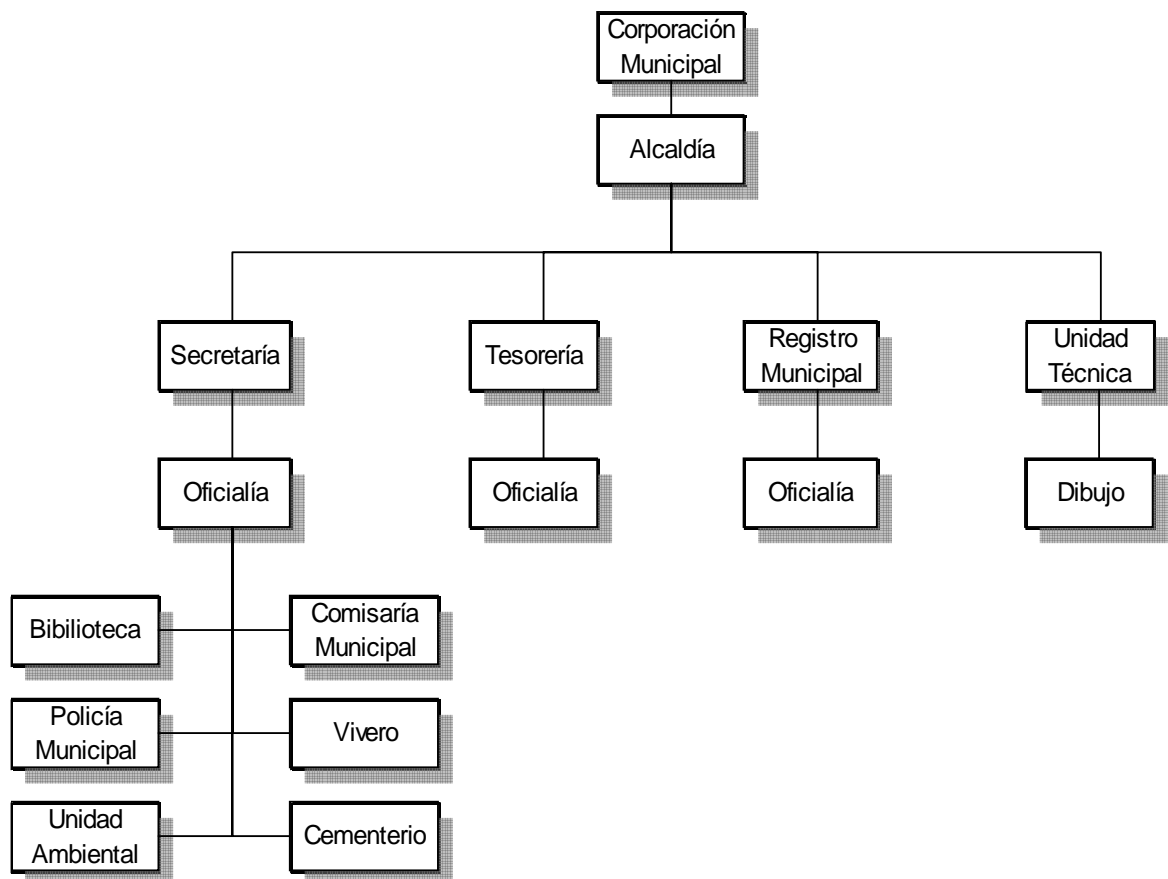 Corporación
Municipal
Alcaldía
Secretaría
Tesorería
Registro
Municipal
Unidad
Técnica
Oficialía
Oficialía
Oficialía
Dibujo
Bibilioteca
Comisaría
Municipal
Policía
Municipal
Vivero
Unidad
Ambiental
Cementerio